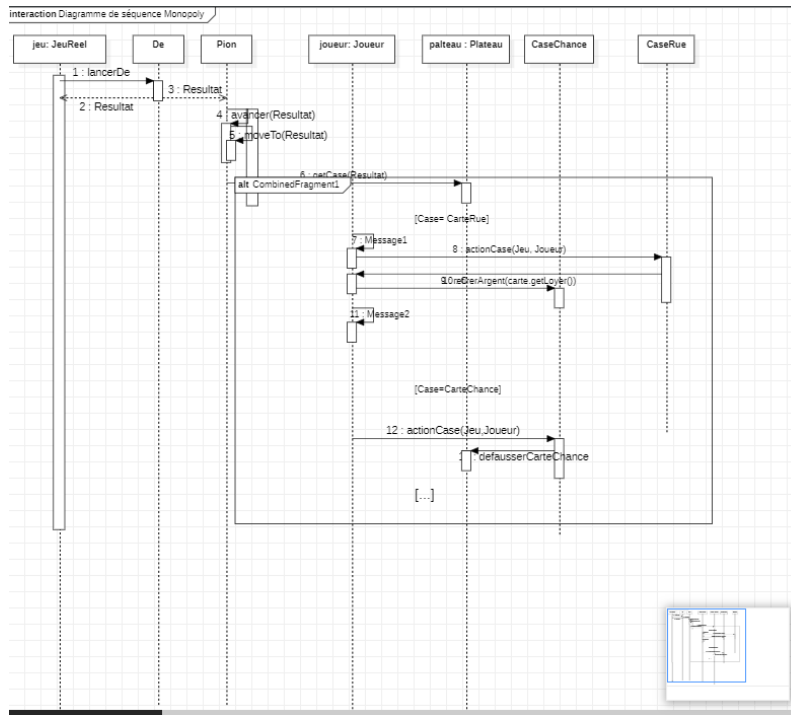 interaction Diagramme de séquence Monopoly
jeu: JeuReel
De
Pion
joueur: Joueur
palteau : Plateau
CaseChance
CaseRue
1 : lancerDe
3 : Resultat
2 : Resultat
4 : avancer(Resultat)
5 : moveTo(Resultat)
6 : getCase(Resultat)
alt CombinedFragment1
[Case= CarteRue]
7 : Message1
8 : actionCase(Jeu, Joueur)
(carte.getLoyer())
11 : Message2
[Case=CarteChance]
12 : actionCase(Jeu,Joueur)
: defausserCarteChance
[...]